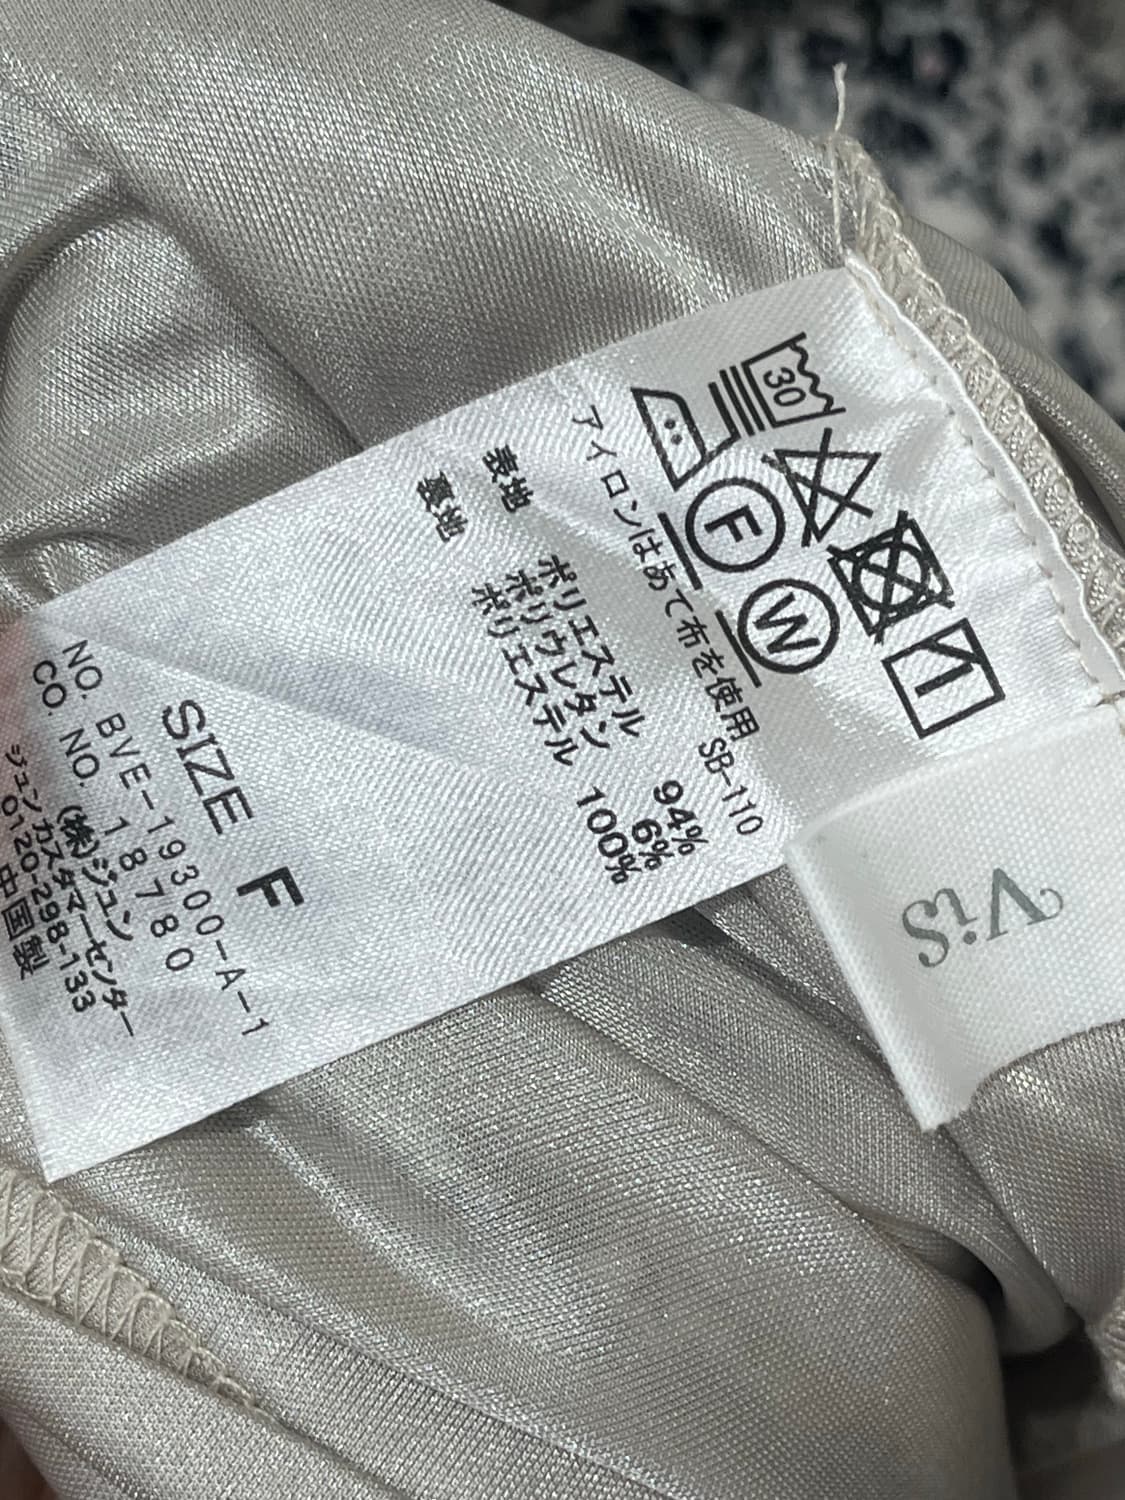 30
F
W
アイロンはあて布を使用
SB-110
表地 ポリエステル 94%
ポリウレタン 6%
裏地 ポリエステル 100%
SIZE F
NO. BVE-19300-A-1
CO. NO. 18780
(株)ジュン
ジュンカスタマーセンター
0120-298-133
中国製
ViS